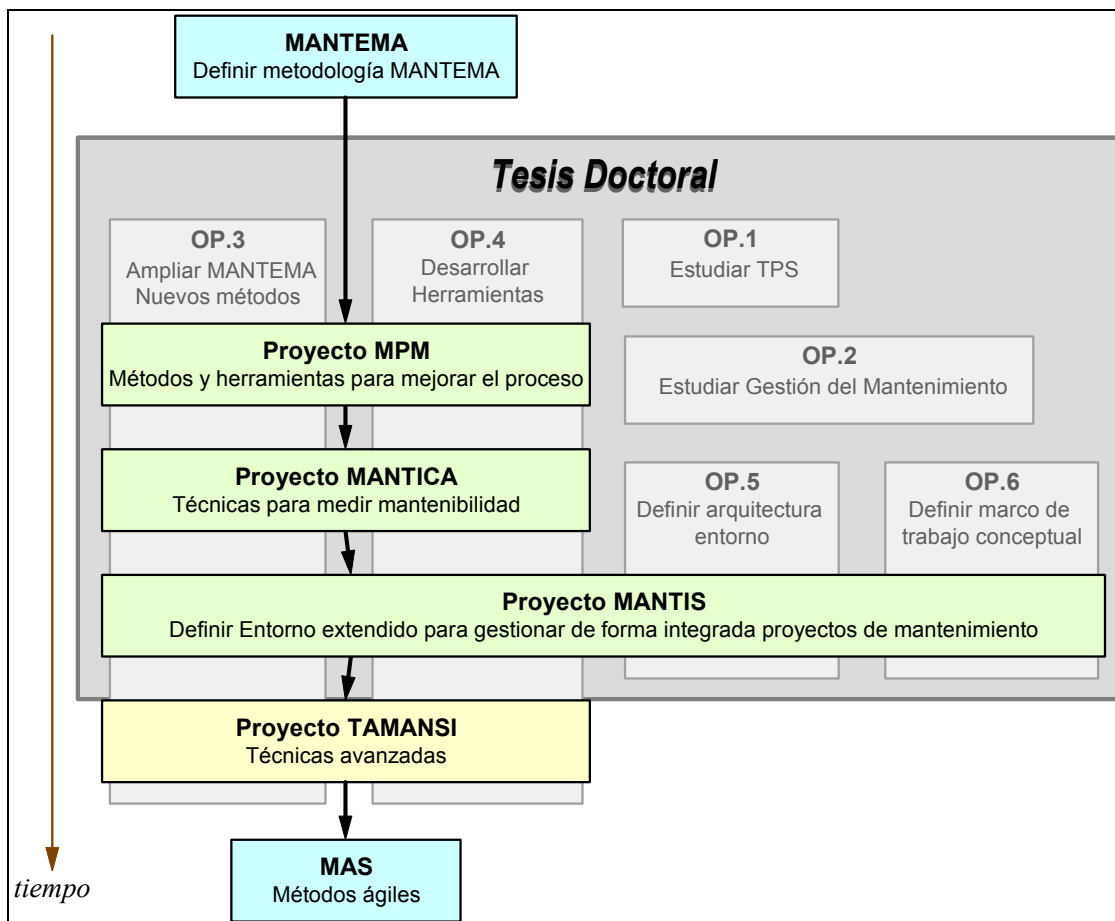 MANTEMA
Definir metodología MANTEMA
Tesis Doctoral
OP.3
Ampliar MANTEMA
Nuevos métodos
OP.4
Desarrollar
Herramientas
OP.1
Estudiar TPS
Proyecto MPM
Métodos y herramientas para mejorar el proceso
OP.2
Estudiar Gestión del Mantenimiento
Proyecto MANTICA
Técnicas para medir mantenibilidad
OP.5
Definir arquitectura
entorno
OP.6
Definir marco de
trabajo conceptual
Proyecto MANTIS
Definir Entorno extendido para gestionar de forma integrada proyectos de mantenimiento
Proyecto TAMANSI
Técnicas avanzadas
MAS
Métodos ágiles
tiempo